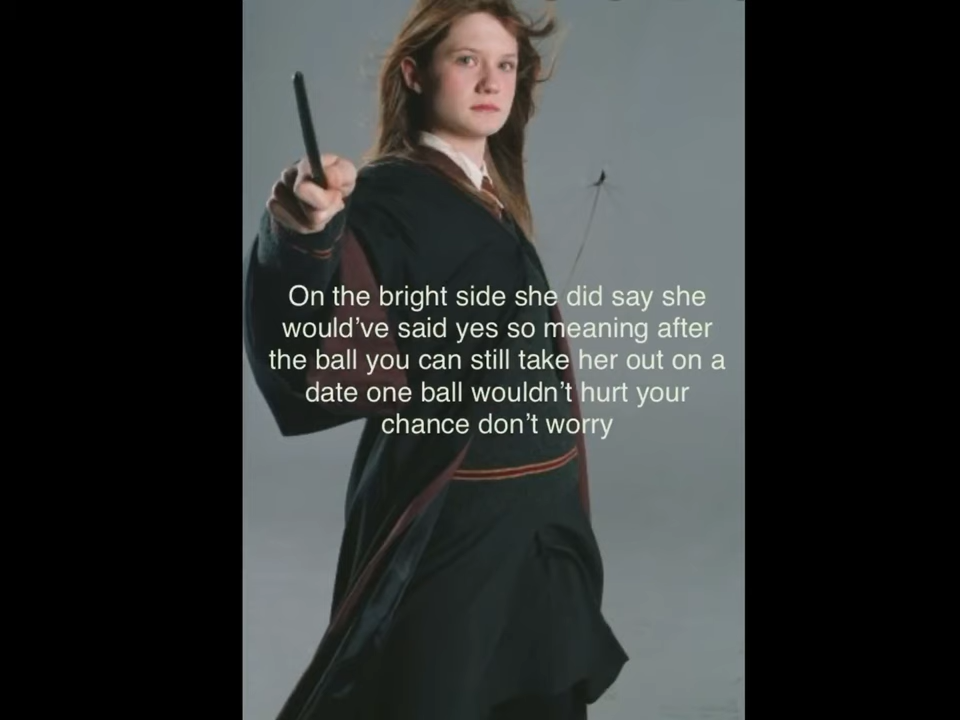 On the bright side she did say she
would’ve said yes so meaning after
the ball you can still take her out on a
date one ball wouldn’t hurt your
chance don’t worry